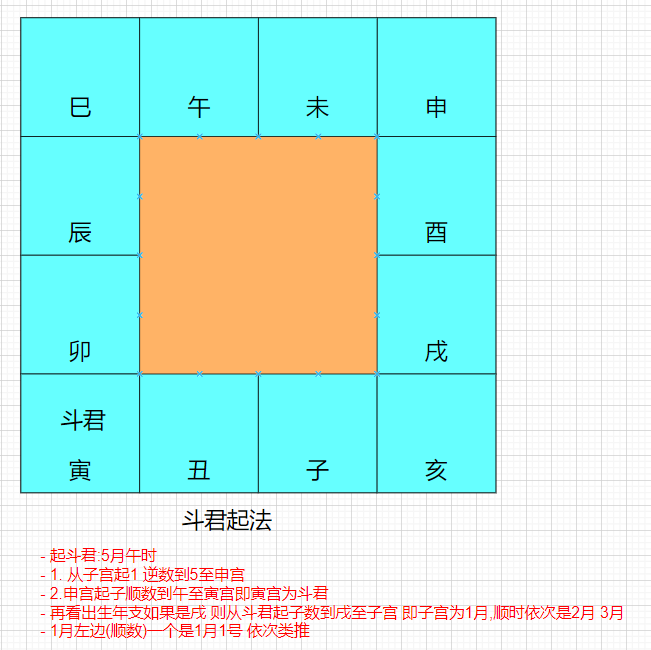 巳 午 未 申
辰 酉
卯 戌
斗君
寅 丑 子 亥
斗君起法
- 起斗君:5月午时
- 1. 从子宫起1 逆数到5至申宫
- 2.申宫起子顺数到午至寅宫即寅宫为斗君
- 再看出生年支如果是戌 则从斗君起子数到戌至子宫 即子宫为1月,顺时依次是2月 3月
- 1月左边(顺数)一个是1月1号 依次类推